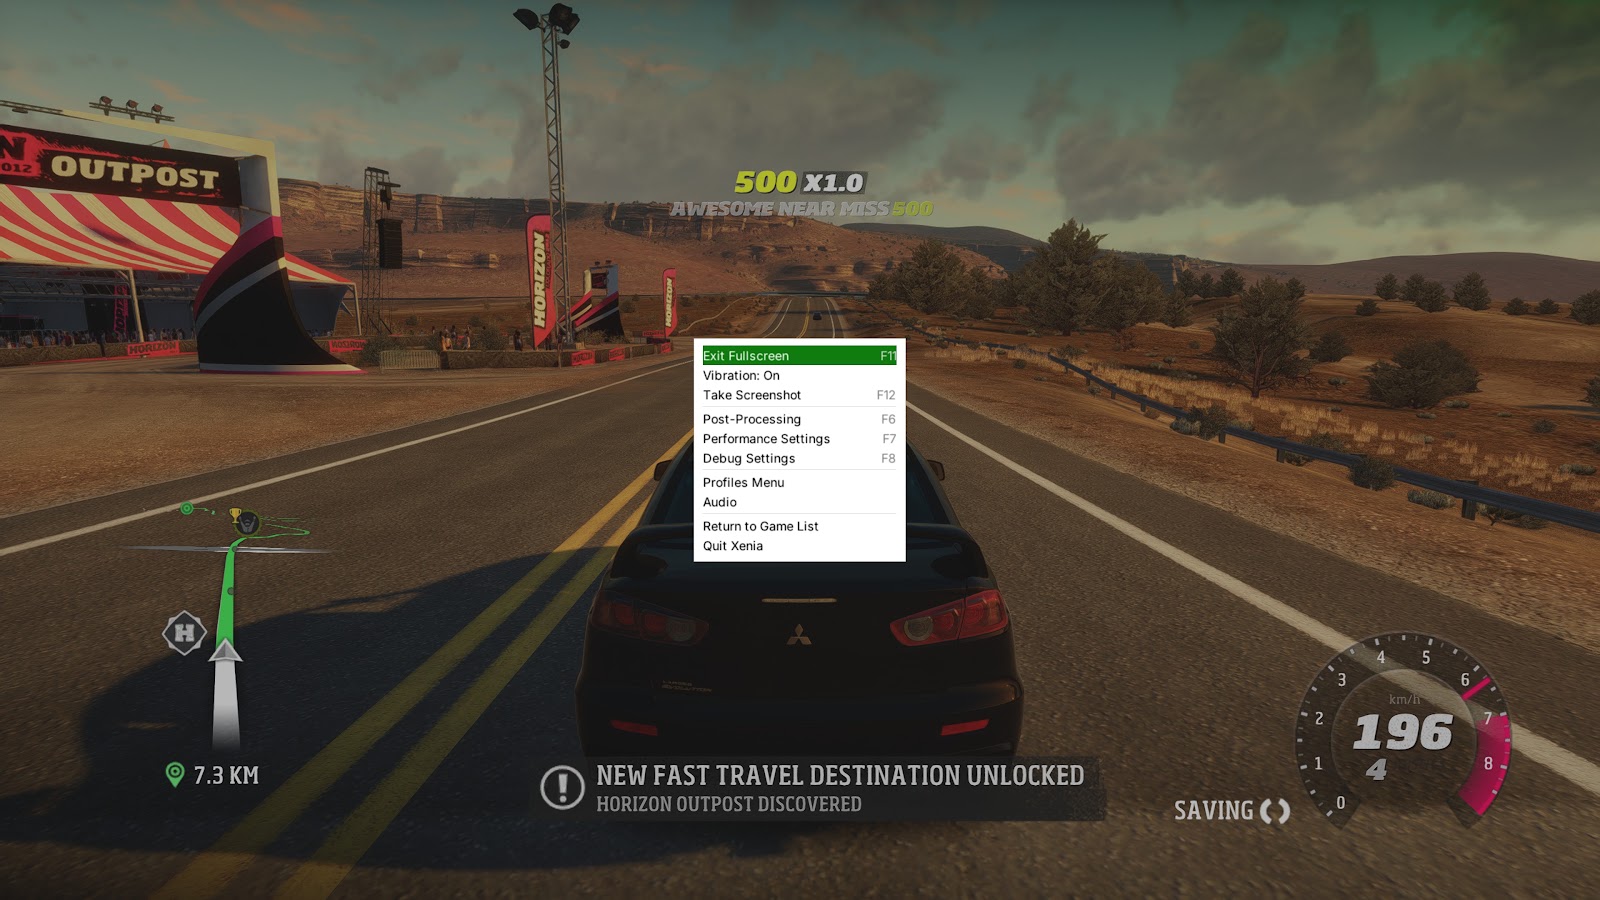 N
2012
OUTPOST
500 X1.0
AWESOME NEAR MISS 500
HORIZON
HORIZON
HORIZON
Exit Fullscreen F11
Vibration: On
Take Screenshot F12
Post-Processing F6
Performance Settings F7
Debug Settings F8
Profiles Menu
Audio
Return to Game List
Quit Xenia
H
7.3 KM
NEW FAST TRAVEL DESTINATION UNLOCKED
HORIZON OUTPOST DISCOVERED
SAVING
0 1 2 3 4 5 6 7 8
km/h
196
4